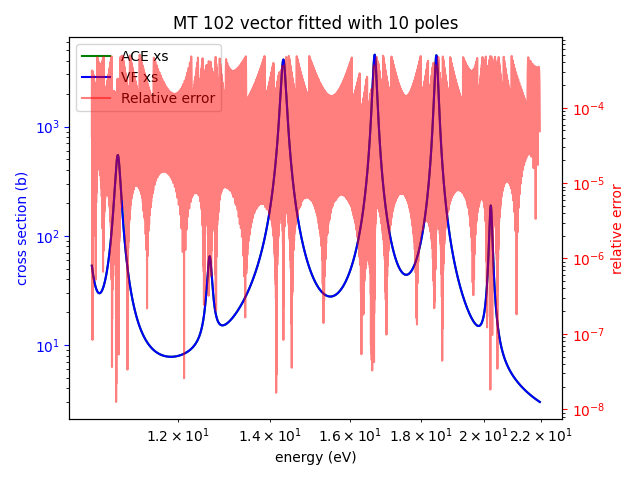 MT 102 vector fitted with 10 poles
ACE xs
VF xs
Relative error
cross section (b)
10³
10²
10¹
10⁻⁴
10⁻⁵
10⁻⁶
10⁻⁷
10⁻⁸
relative error
1.2 × 10¹ 1.4 × 10¹ 1.6 × 10¹ 1.8 × 10¹ 2 × 10¹ 2.2 × 10¹
energy (eV)